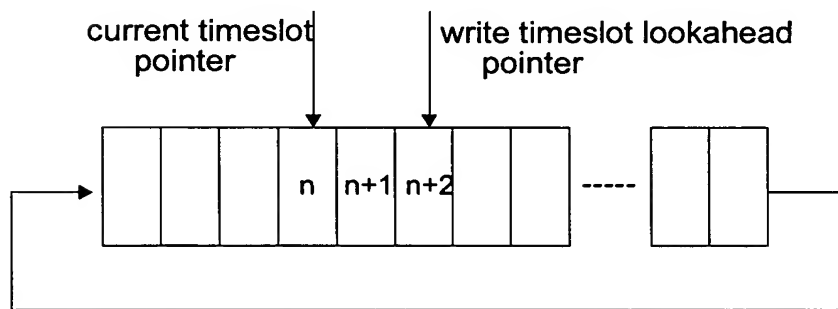 current timeslot
pointer
write timeslot lookahead
pointer
n n+1 n+2